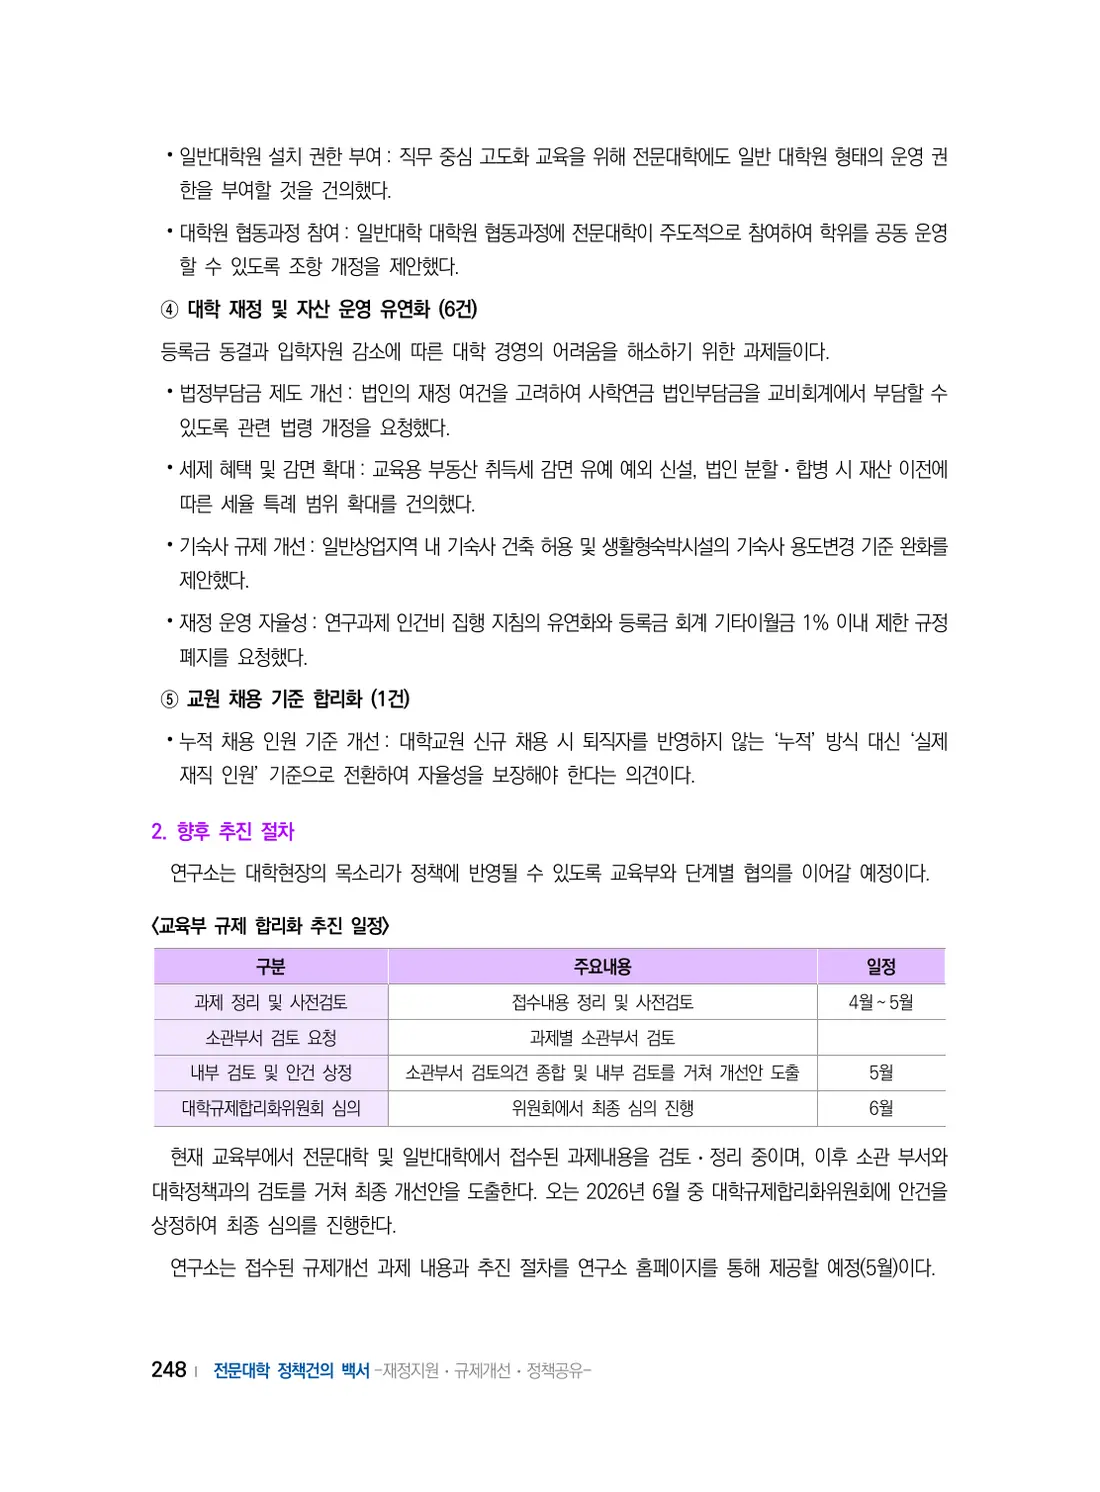 • 일반대학원 설치 권한 부여 : 직무 중심 고도화 교육을 위해 전문대학에도 일반 대학원 형태의 운영 권
한을 부여할 것을 건의했다.
• 대학원 협동과정 참여 : 일반대학 대학원 협동과정에 전문대학이 주도적으로 참여하여 학위를 공동 운영
할 수 있도록 조항 개정을 제안했다.
④ 대학 재정 및 자산 운영 유연화 (6건)
등록금 동결과 입학자원 감소에 따른 대학 경영의 어려움을 해소하기 위한 과제들이다.
• 법정부담금 제도 개선 : 법인의 재정 여건을 고려하여 사학연금 법인부담금을 교비회계에서 부담할 수
있도록 관련 법령 개정을 요청했다.
• 세제 혜택 및 감면 확대 : 교육용 부동산 취득세 감면 유예 예외 신설, 법인 분할·합병 시 재산 이전에
따른 세율 특례 범위 확대를 건의했다.
• 기숙사 규제 개선 : 일반상업지역 내 기숙사 건축 허용 및 생활형숙박시설의 기숙사 용도변경 기준 완화를
제안했다.
• 재정 운영 자율성 : 연구과제 인건비 집행 지침의 유연화와 등록금 회계 기타이월금 1% 이내 제한 규정
폐지를 요청했다.
⑤ 교원 채용 기준 합리화 (1건)
• 누적 채용 인원 기준 개선 : 대학교원 신규 채용 시 퇴직자를 반영하지 않는 ‘누적’ 방식 대신 ‘실제
재직 인원’ 기준으로 전환하여 자율성을 보장해야 한다는 의견이다.
2. 향후 추진 절차
연구소는 대학현장의 목소리가 정책에 반영될 수 있도록 교육부와 단계별 협의를 이어갈 예정이다.
〈교육부 규제 합리화 추진 일정〉
구분 주요내용 일정
과제 정리 및 사전검토 접수내용 정리 및 사전검토 4월 ~ 5월
소관부서 검토 요청 과제별 소관부서 검토
내부 검토 및 안건 상정 소관부서 검토의견 종합 및 내부 검토를 거쳐 개선안 도출 5월
대학규제합리화위원회 심의 위원회에서 최종 심의 진행 6월
현재 교육부에서 전문대학 및 일반대학에서 접수된 과제내용을 검토·정리 중이며, 이후 소관 부서와
대학정책과의 검토를 거쳐 최종 개선안을 도출한다. 오는 2026년 6월 중 대학규제합리화위원회에 안건을
상정하여 최종 심의를 진행한다.
연구소는 접수된 규제개선 과제 내용과 추진 절차를 연구소 홈페이지를 통해 제공할 예정(5월)이다.
248 | 전문대학 정책건의 백서 -재정지원·규제개선·정책공유-